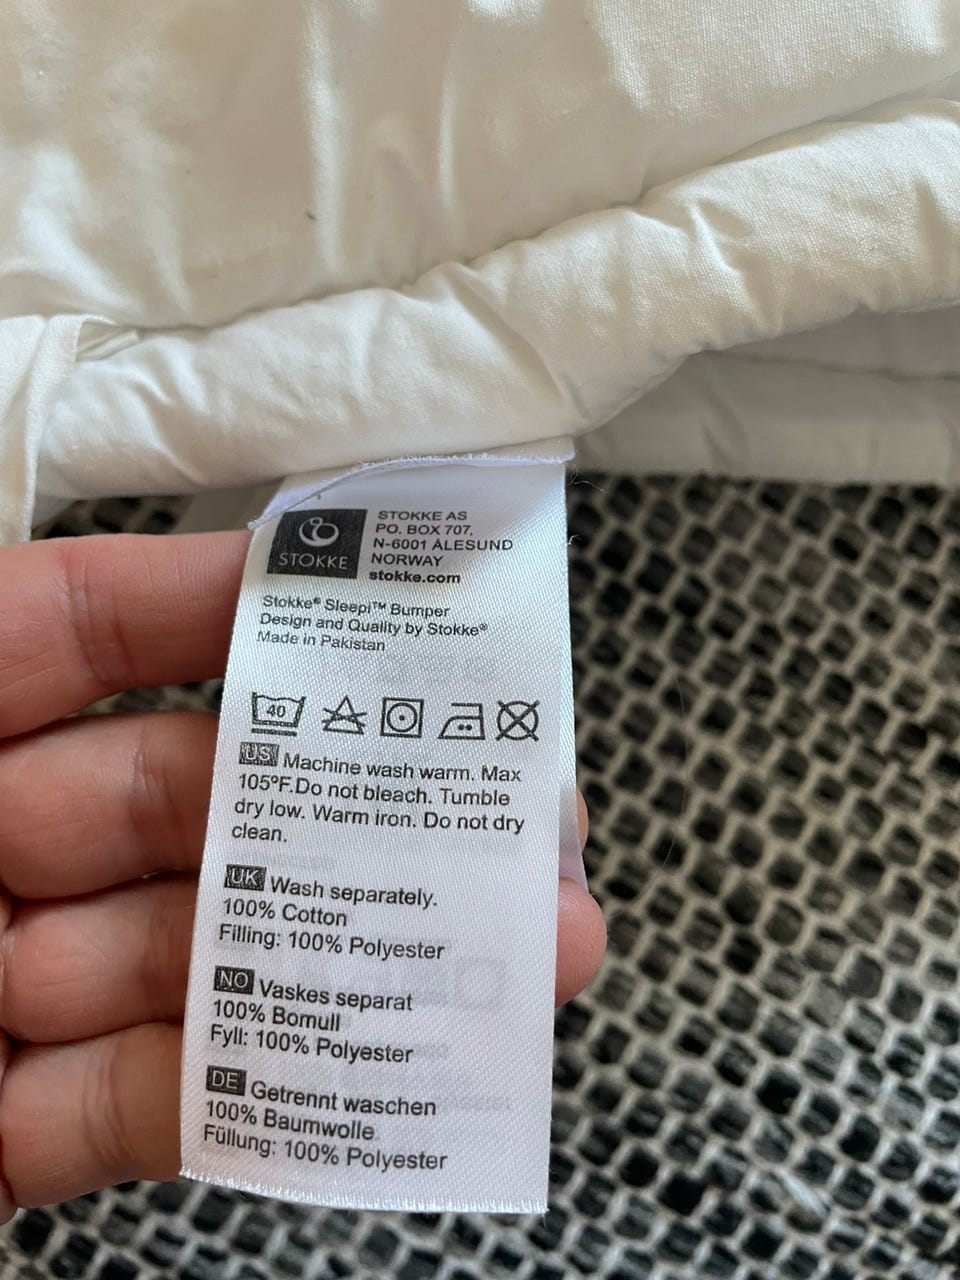 STOKKE
STOKKE AS
PO. BOX 707,
N-6001 ÅLESUND
NORWAY
stokke.com
Stokke® Sleepi™ Bumper
Design and Quality by Stokke®
Made in Pakistan
40
US Machine wash warm. Max
105°F.Do not bleach. Tumble
dry low. Warm iron. Do not dry
clean.
UK Wash separately.
100% Cotton
Filling: 100% Polyester
NO Vaskes separat
100% Bomull
Fyll: 100% Polyester
DE Getrennt waschen
100% Baumwolle
Füllung: 100% Polyester